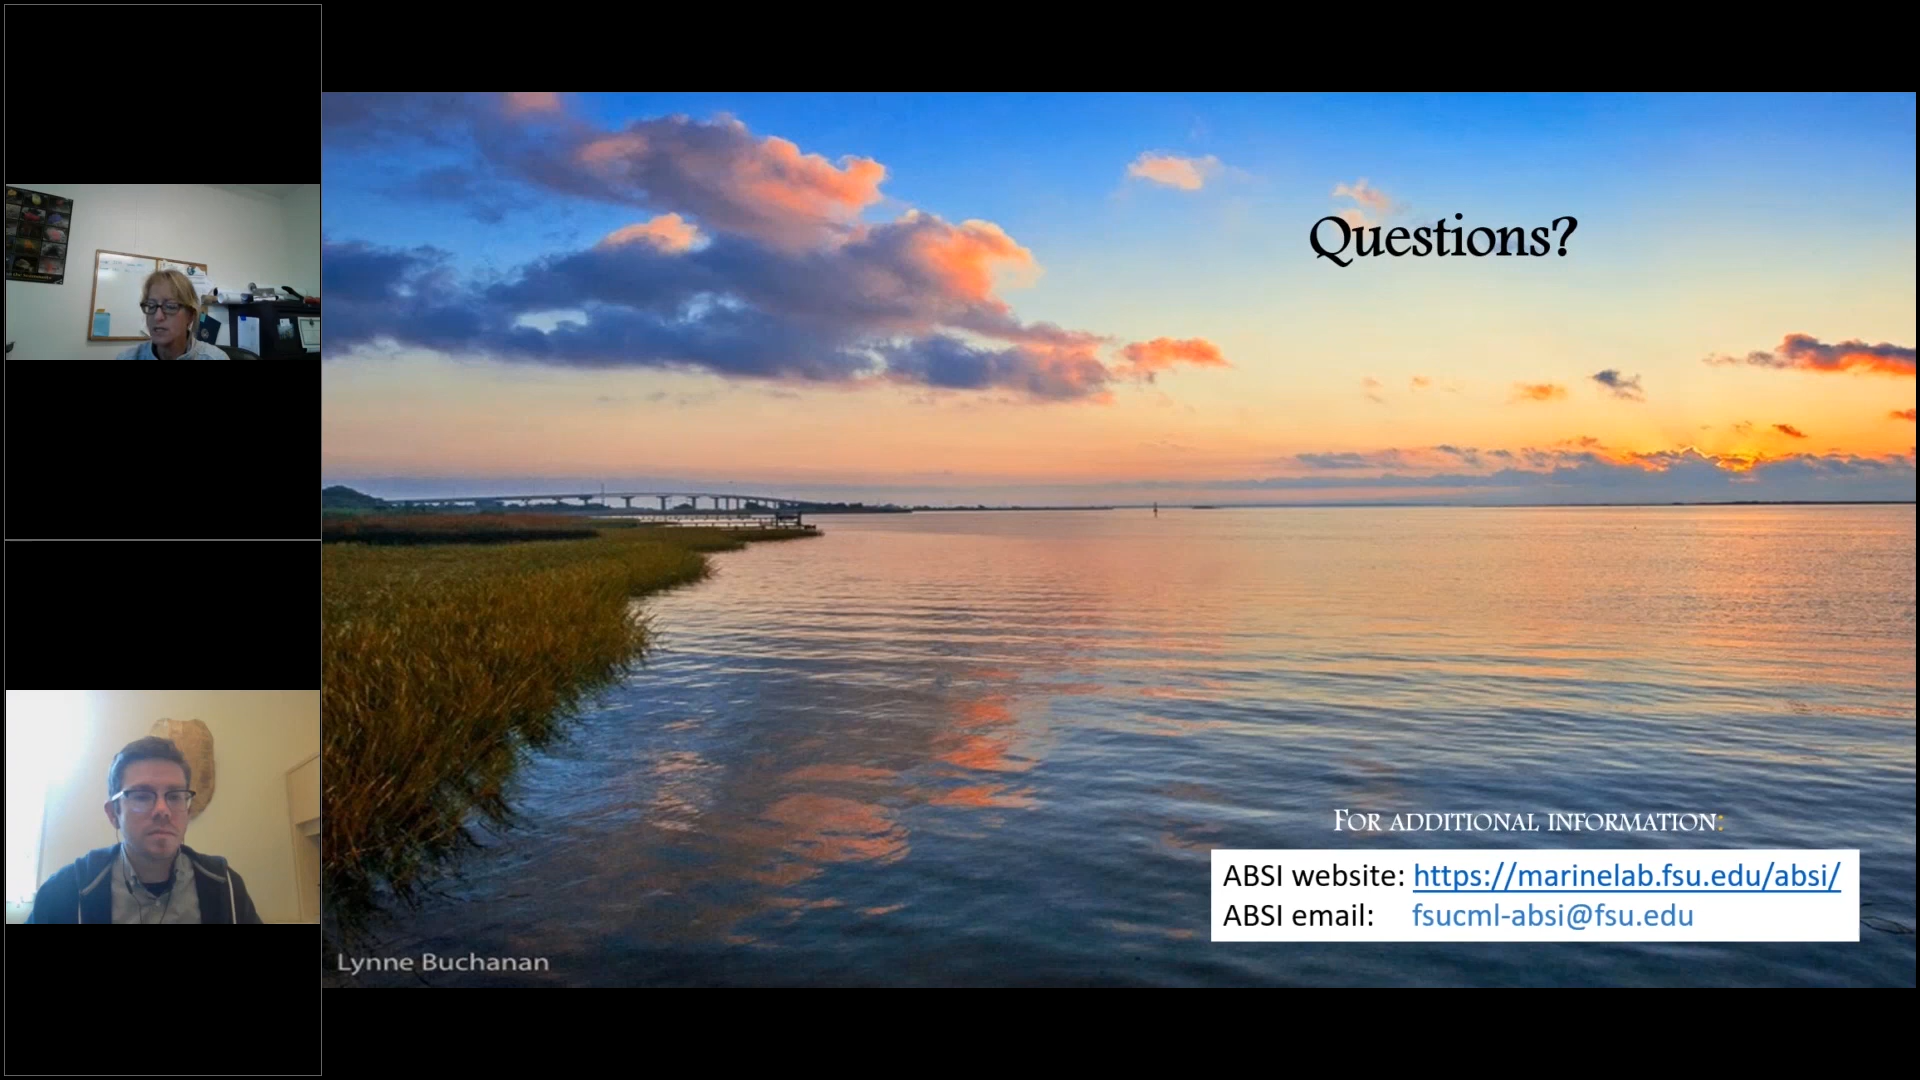 Questions?
FOR ADDITIONAL INFORMATION:
ABSI website: https://marinelab.fsu.edu/absi/
ABSI email: fsucml-absi@fsu.edu
Lynne Buchanan